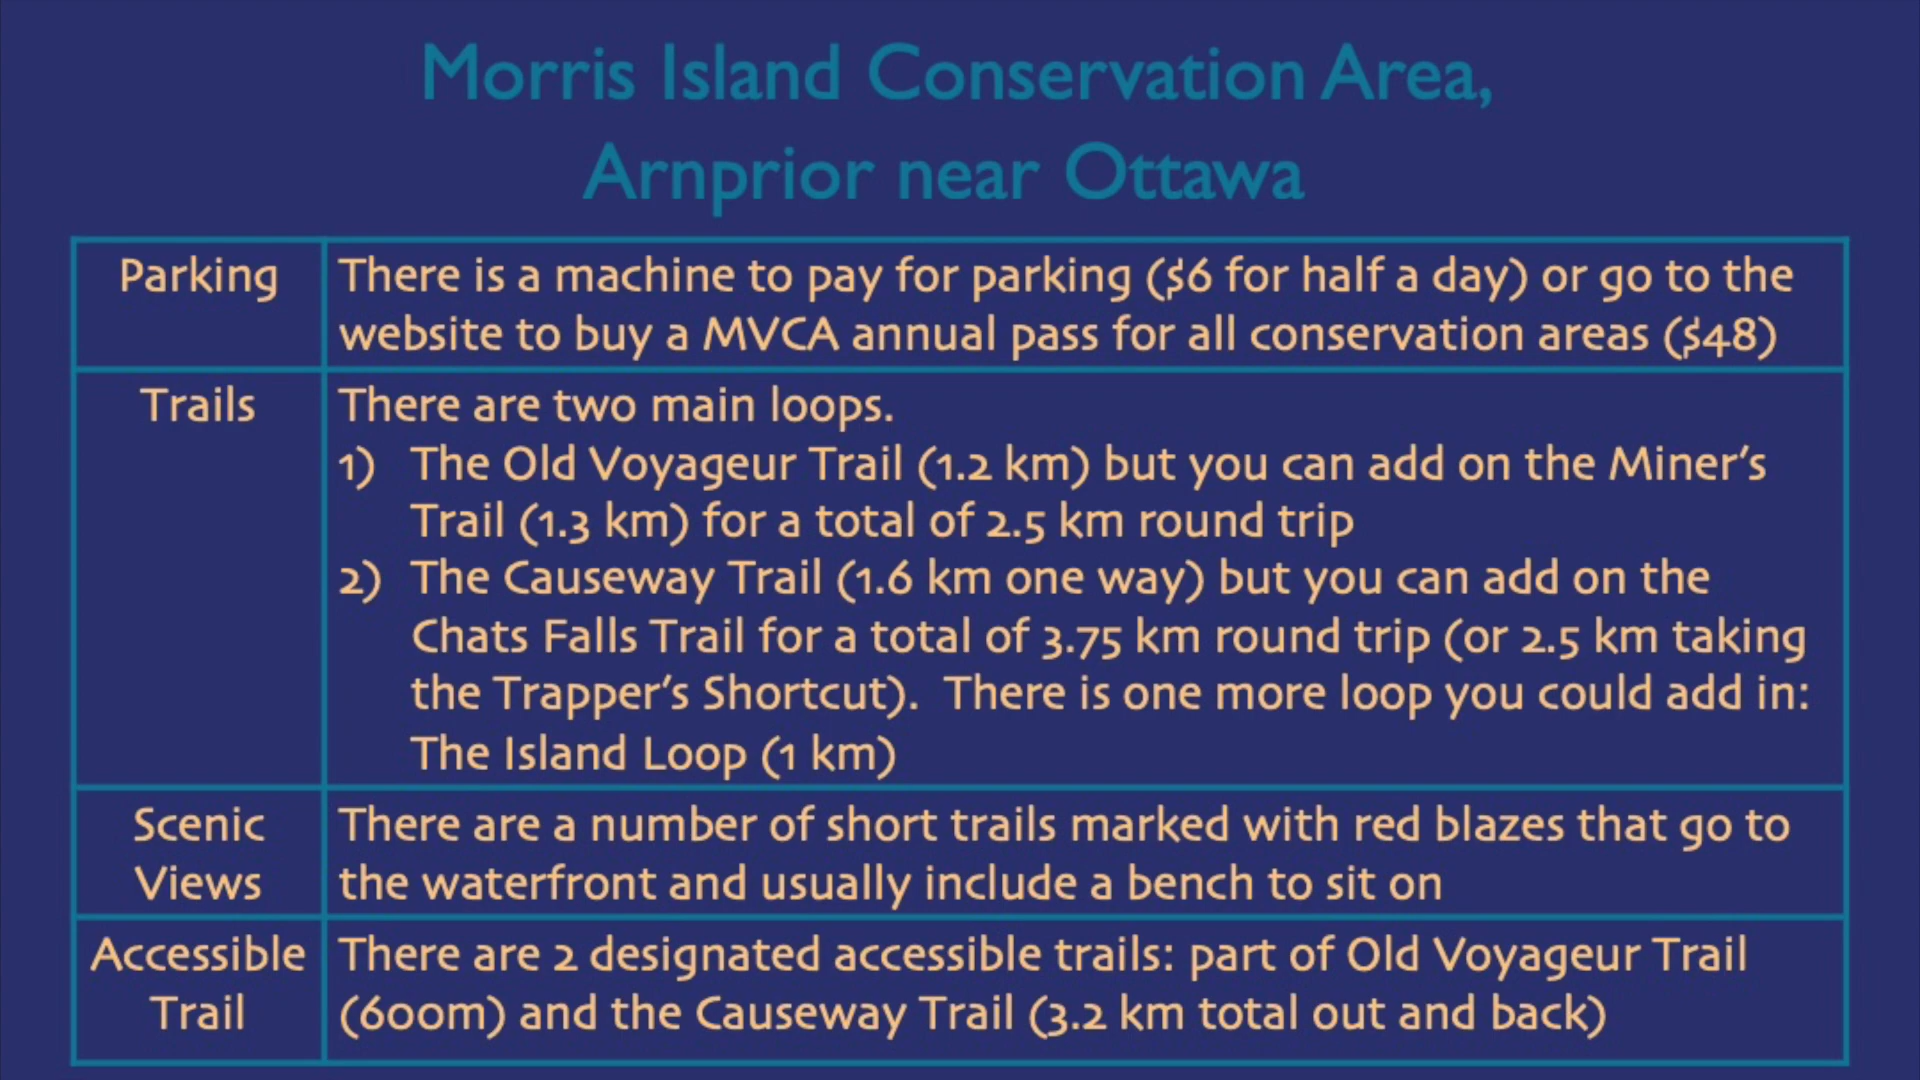 Morris Island Conservation Area,
Arnprior near Ottawa
Parking
There is a machine to pay for parking ($6 for half a day) or go to the
website to buy a MVCA annual pass for all conservation areas ($48)
Trails
There are two main loops.
1) The Old Voyageur Trail (1.2 km) but you can add on the Miner's
Trail (1.3 km) for a total of 2.5 km round trip
2) The Causeway Trail (1.6 km one way) but you can add on the
Chats Falls Trail for a total of 3.75 km round trip (or 2.5 km taking
the Trapper's Shortcut). There is one more loop you could add in:
The Island Loop (1 km)
Scenic
Views
There are a number of short trails marked with red blazes that go to
the waterfront and usually include a bench to sit on
Accessible
Trail
There are 2 designated accessible trails: part of Old Voyageur Trail
(600m) and the Causeway Trail (3.2 km total out and back)